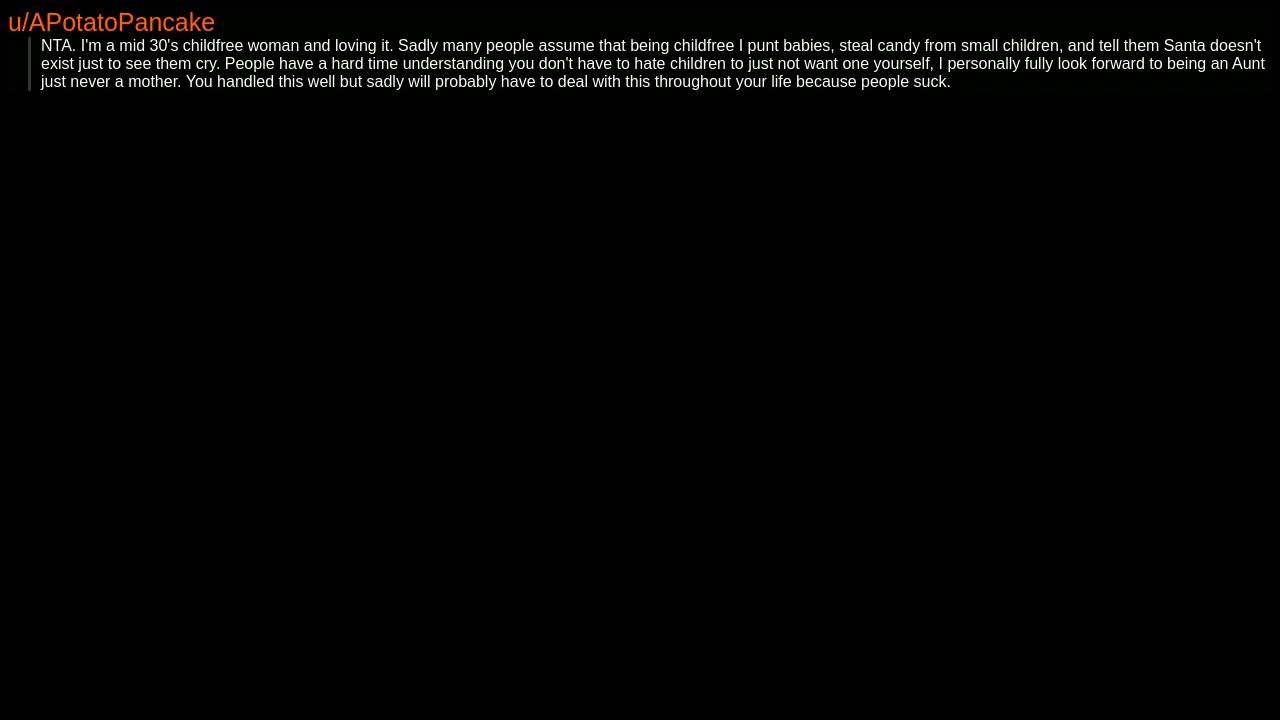 u/APotatoPancake
NTA. I'm a mid 30's childfree woman and loving it. Sadly many people assume that being childfree I punt babies, steal candy from small children, and tell them Santa doesn't
exist just to see them cry. People have a hard time understanding you don't have to hate children to just not want one yourself, I personally fully look forward to being an Aunt
just never a mother. You handled this well but sadly will probably have to deal with this throughout your life because people suck.